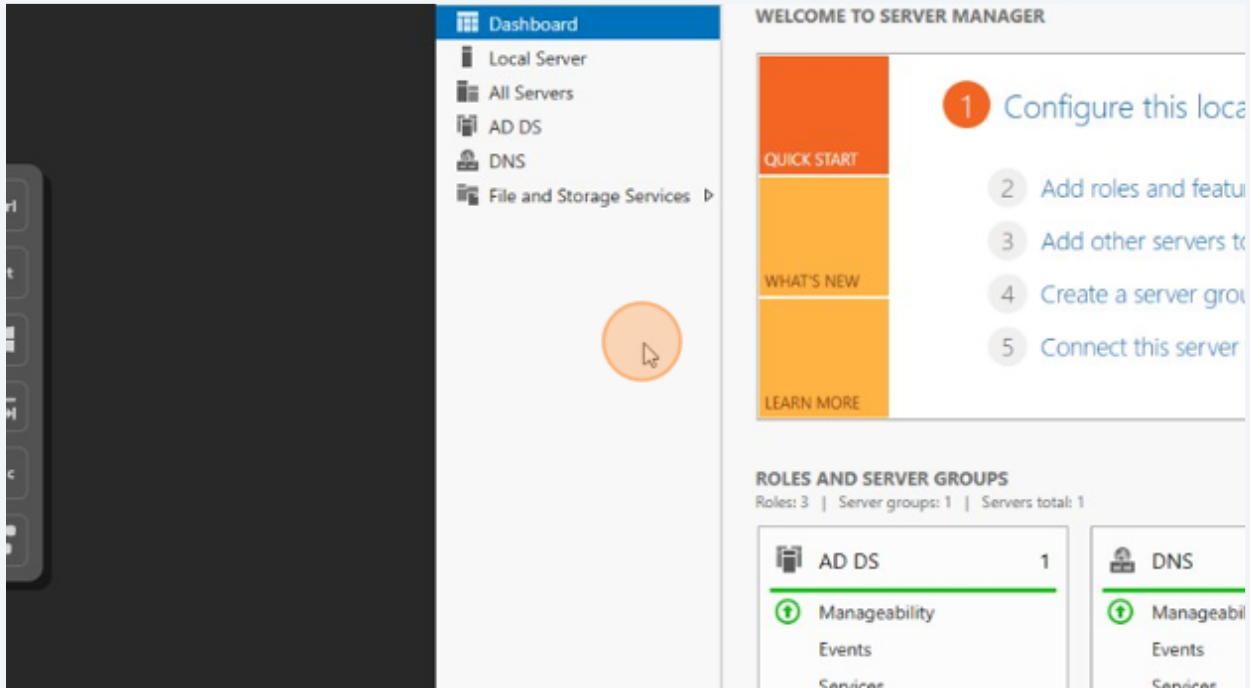 Dashboard
Local Server
All Servers
AD DS
DNS
File and Storage Services
WELCOME TO SERVER MANAGER
QUICK START
WHAT'S NEW
LEARN MORE
1 Configure this loca
2 Add roles and featu
3 Add other servers to
4 Create a server grou
5 Connect this server
ROLES AND SERVER GROUPS
Roles: 3 | Server groups: 1 | Servers total: 1
AD DS 1
Manageability
Events
Services
DNS
Manageabil
Events
Services